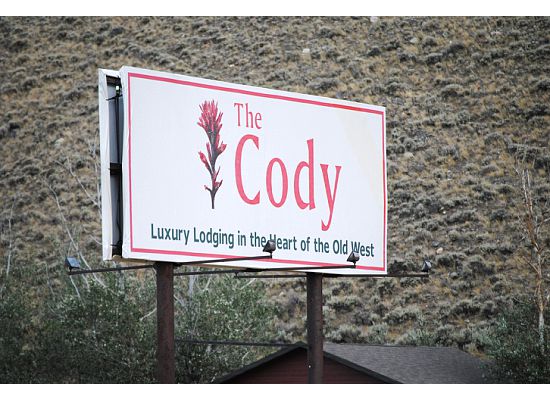 The
Cody
Luxury Lodging in the Heart of the Old West